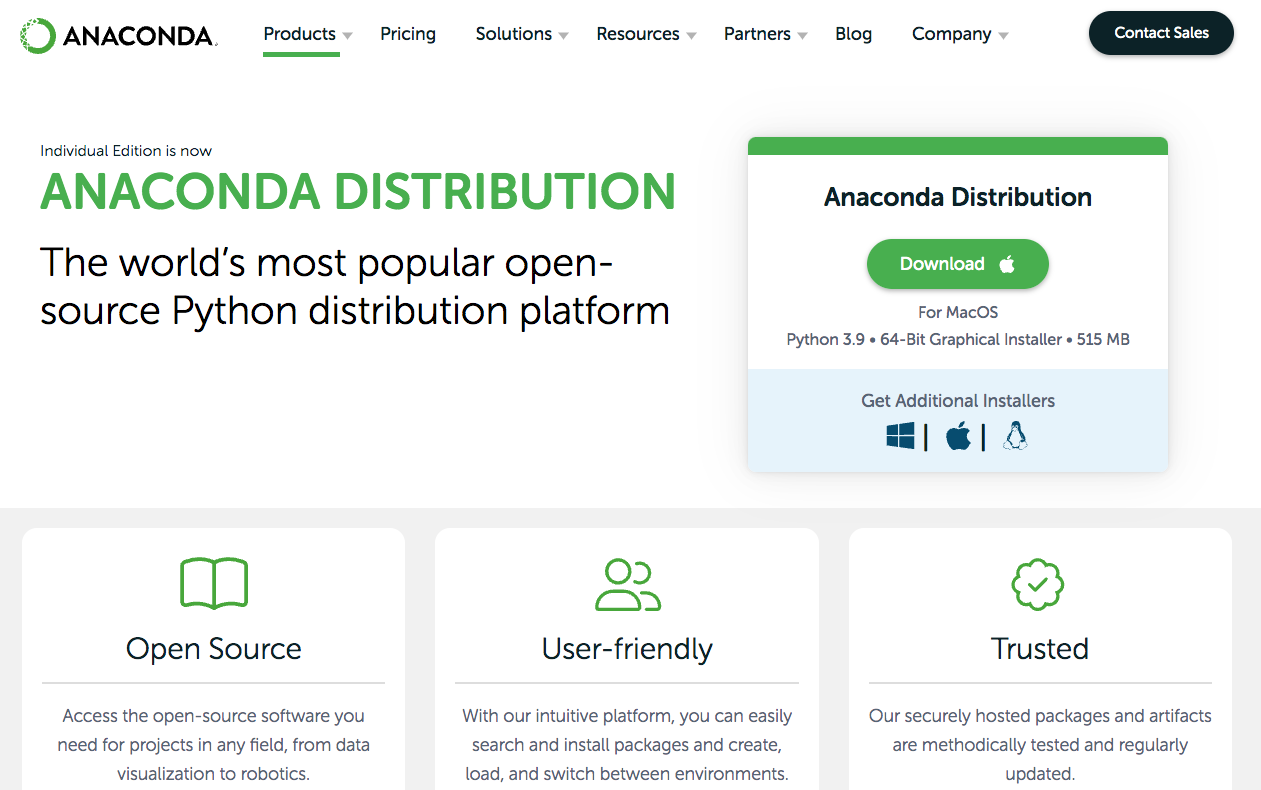 ANACONDA.
Products
Pricing
Solutions
Resources
Partners
Blog
Company
Contact Sales
Individual Edition is now
ANACONDA DISTRIBUTION
The world’s most popular open-
source Python distribution platform
Anaconda Distribution
Download
For MacOS
Python 3.9 • 64-Bit Graphical Installer • 515 MB
Get Additional Installers
|
|
Open Source
Access the open-source software you
need for projects in any field, from data
visualization to robotics.
User-friendly
With our intuitive platform, you can easily
search and install packages and create,
load, and switch between environments.
Trusted
Our securely hosted packages and artifacts
are methodically tested and regularly
updated.